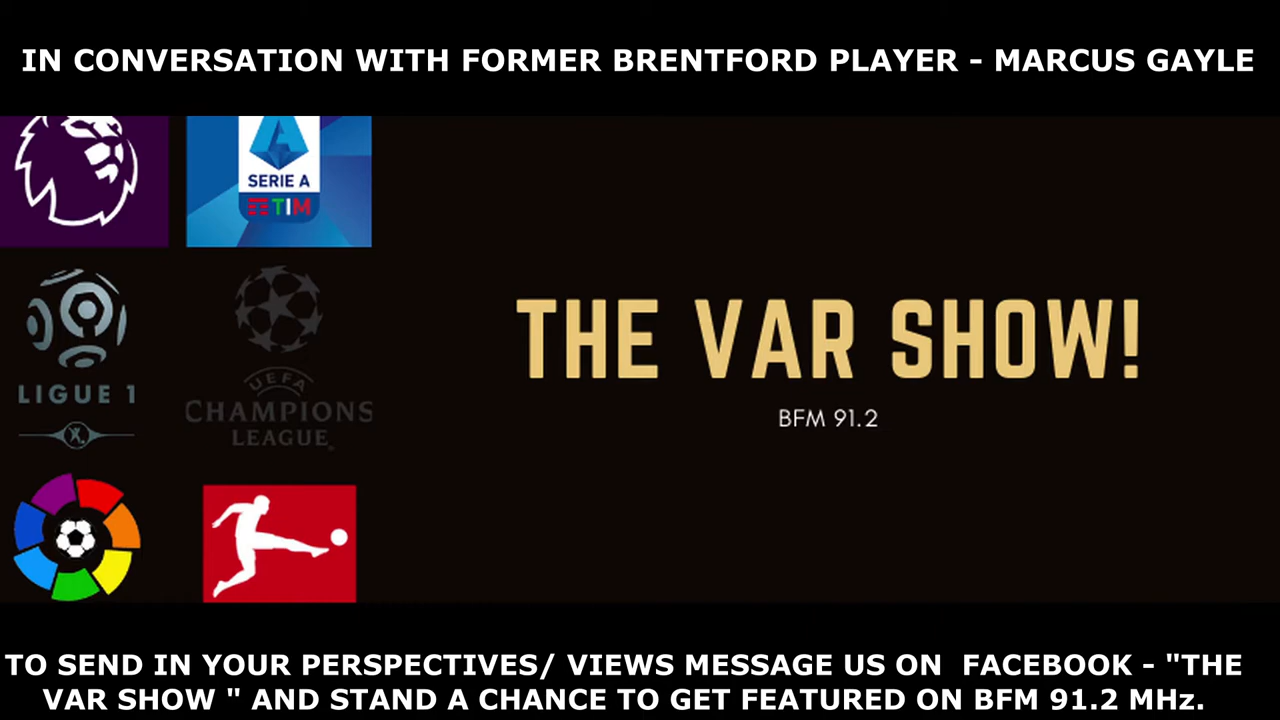 IN CONVERSATION WITH FORMER BRENTFORD PLAYER - MARCUS GAYLE
SERIE A
TIM
LIGUE 1
UEFA
CHAMPIONS
LEAGUE
THE VAR SHOW!
BFM 91.2
TO SEND IN YOUR PERSPECTIVES/ VIEWS MESSAGE US ON  FACEBOOK - "THE
VAR SHOW " AND STAND A CHANCE TO GET FEATURED ON BFM 91.2 MHz.